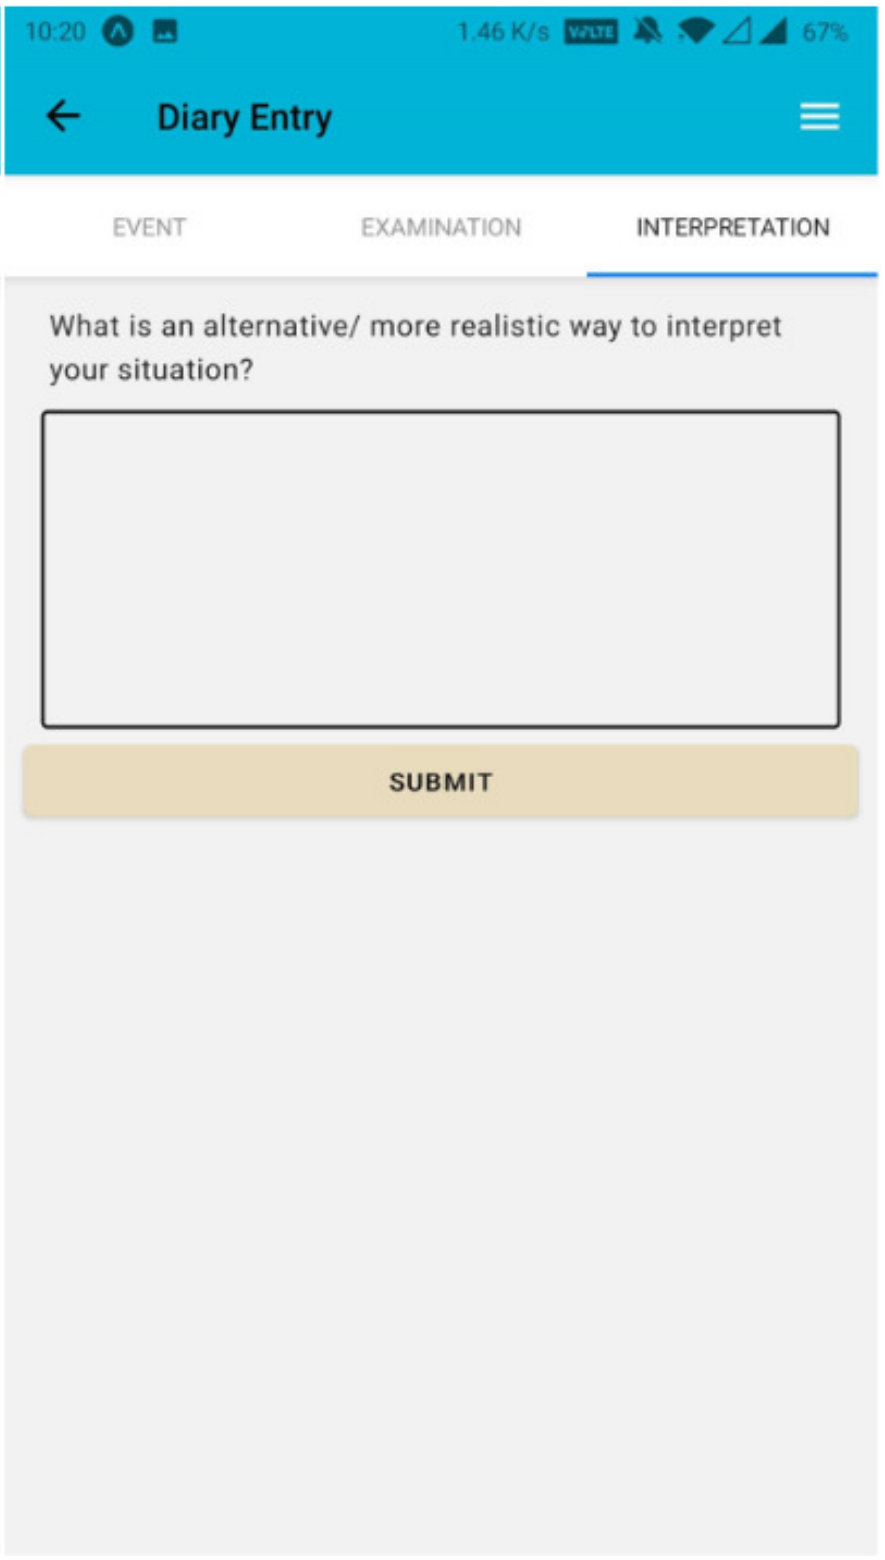 10:20 1.46 K/s VoLTE 67%
Diary Entry
EVENT EXAMINATION INTERPRETATION
What is an alternative/ more realistic way to interpret
your situation?
SUBMIT